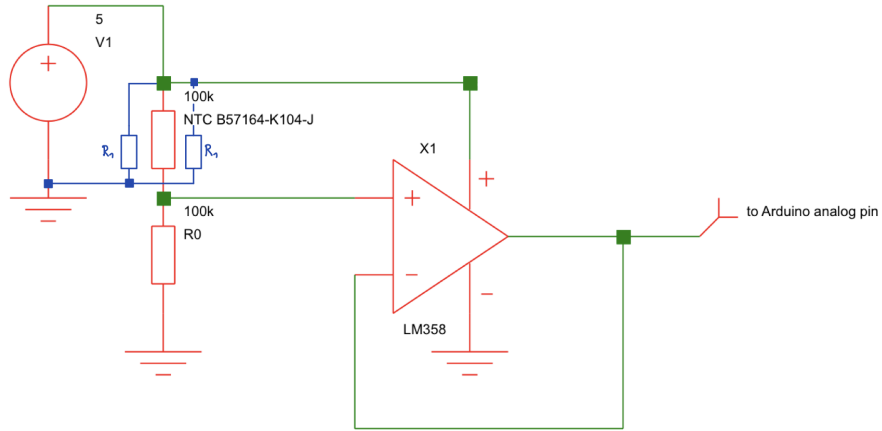 5
V1
100k
NTC B57164-K104-J
R₁
R₁
X1
+
+
+
−
−
100k
R0
LM358
to Arduino analog pin